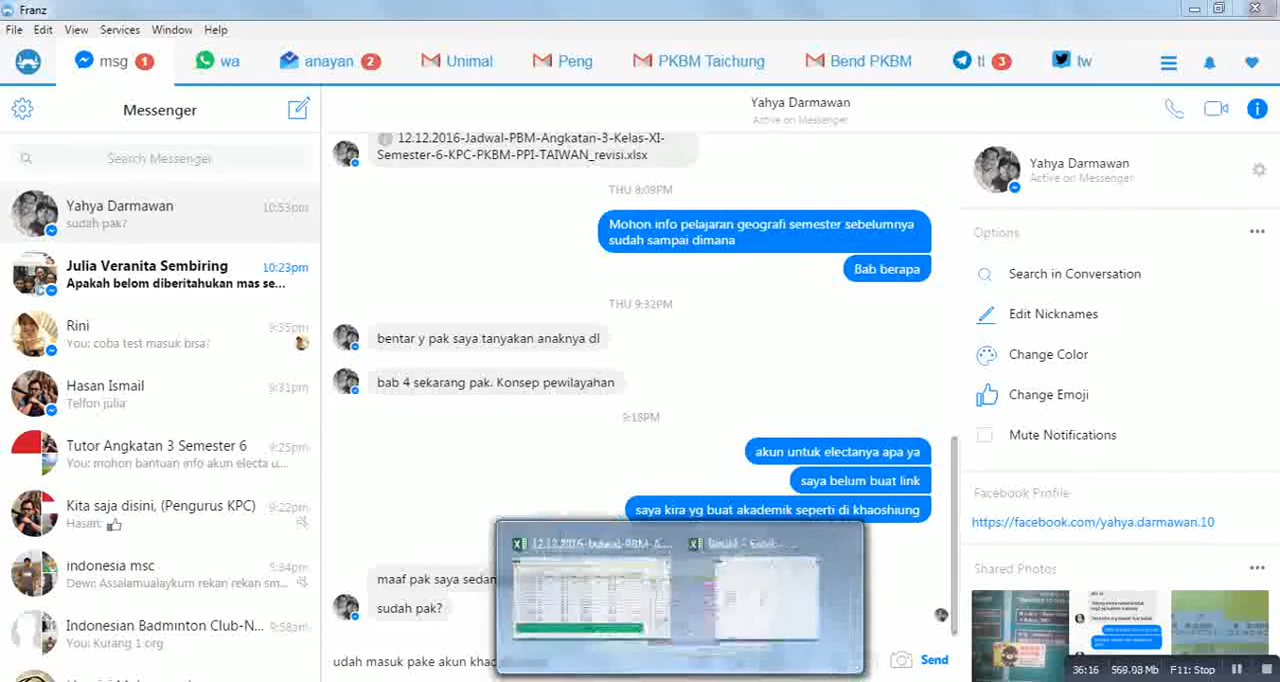 Franz
File Edit View Services Window Help
msg 1 wa anayan 2 Unimal Peng PKBM Taichung Bend PKBM tl 3 tw
Messenger
Search Messenger
Yahya Darmawan 10:53pm
sudah pak?
Julia Veranita Sembiring 10:23pm
Apakah belom diberitahukan mas se...
Rini 9:35pm
You: coba test masuk bisa?
Hasan Ismail 9:31pm
Telfon julia
Tutor Angkatan 3 Semester 6 9:25pm
You: mohon bantuan info akun electa u...
Kita saja disini, (Pengurus KPC) 9:22pm
Hasan:
indonesia msc 5:34pm
Dewi: Assalamualaykum rekan rekan sm...
Indonesian Badminton Club-N... 9:58am
You: Kurang 1 org
Yahya Darmawan
Active on Messenger
12.12.2016-Jadwal-PBM-Angkatan-3-Kelas-XI-
Semester-6-KPC-PKBM-PPI-TAIWAN_revisi.xlsx
THU 8:09PM
Mohon info pelajaran geografi semester sebelumnya
sudah sampai dimana
Bab berapa
THU 9:32PM
bentar y pak saya tanyakan anaknya dl
bab 4 sekarang pak. Konsep pewilayahan
9:18PM
akun untuk electanya apa ya
saya belum buat link
saya kira yg buat akademik seperti di khaoshiung
maaf pak saya sedan
sudah pak?
udah masuk pake akun khao
Send
12.12.2016-Jadwal-PBM-A...
Yahya Darmawan
Active on Messenger
Options
Search in Conversation
Edit Nicknames
Change Color
Change Emoji
Mute Notifications
Facebook Profile
https://facebook.com/yahya.darmawan.10
Shared Photos
36:16 569.93 Mb F11: Stop